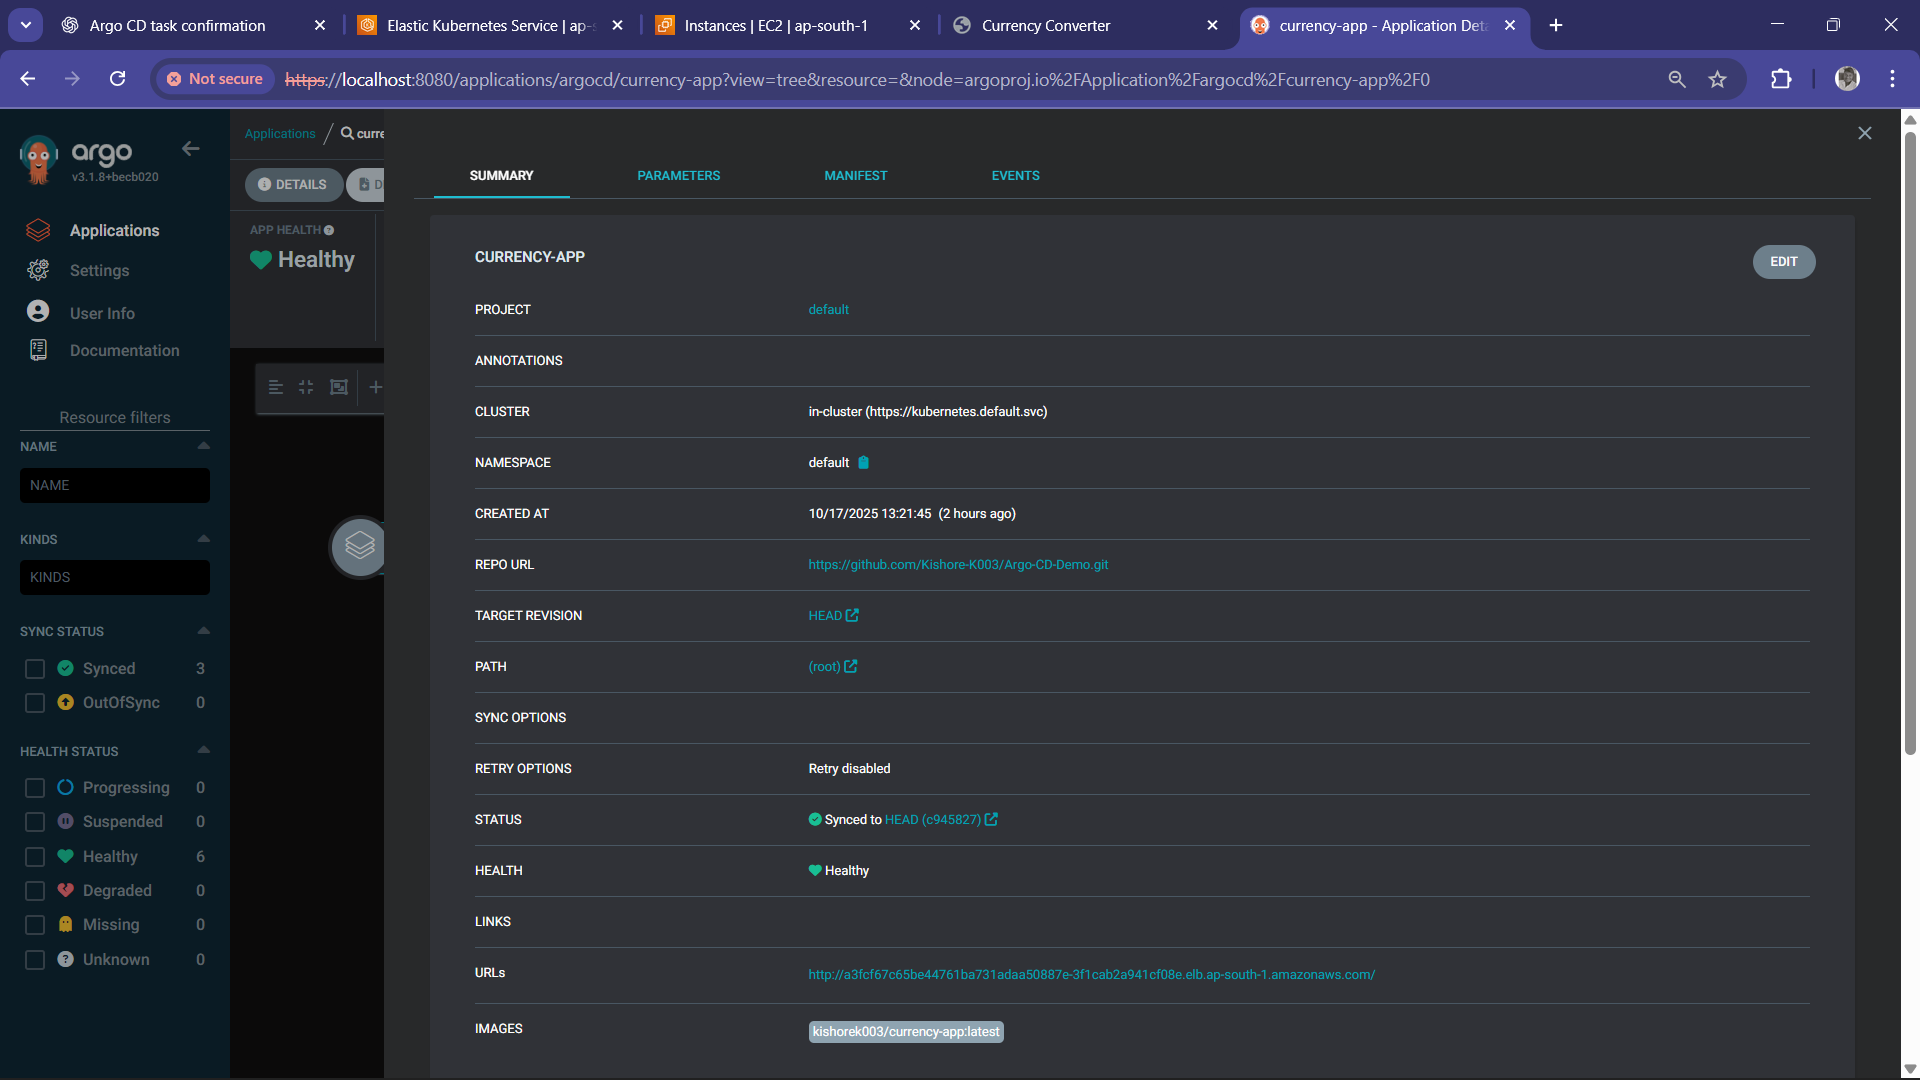 Argo CD task confirmation
Elastic Kubernetes Service | ap-s
Instances | EC2 | ap-south-1
Currency Converter
currency-app - Application Deta
Not secure
https://localhost:8080/applications/argocd/currency-app?view=tree&resource=&node=argoproj.io%2FApplication%2Fargocd%2Fcurrency-app%2F0
argo
v3.1.8+becb020
Applications
Settings
User Info
Documentation
Resource filters
NAME
NAME
KINDS
KINDS
SYNC STATUS
Synced 3
OutOfSync 0
HEALTH STATUS
Progressing 0
Suspended 0
Healthy 6
Degraded 0
Missing 0
Unknown 0
Applications / curre
DETAILS
D
APP HEALTH
Healthy
SUMMARY
PARAMETERS
MANIFEST
EVENTS
CURRENCY-APP
EDIT
PROJECT default
ANNOTATIONS
CLUSTER in-cluster (https://kubernetes.default.svc)
NAMESPACE default
CREATED AT 10/17/2025 13:21:45 (2 hours ago)
REPO URL https://github.com/Kishore-K003/Argo-CD-Demo.git
TARGET REVISION HEAD
PATH (root)
SYNC OPTIONS
RETRY OPTIONS Retry disabled
STATUS Synced to HEAD (c945827)
HEALTH Healthy
LINKS
URLs http://a3fcf67c65be44761ba731adaa50887e-3f1cab2a941cf08e.elb.ap-south-1.amazonaws.com/
IMAGES kishorek003/currency-app:latest